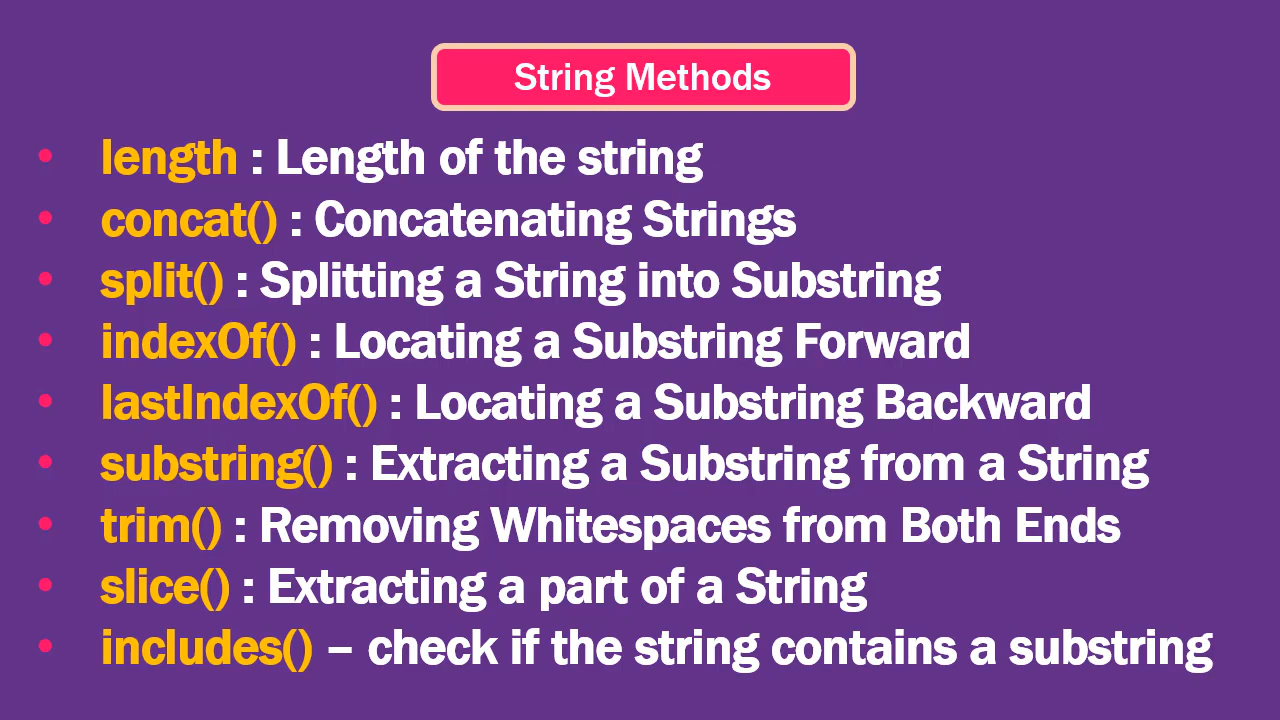 String Methods
• length : Length of the string
• concat() : Concatenating Strings
• split() : Splitting a String into Substring
• indexOf() : Locating a Substring Forward
• lastIndexOf() : Locating a Substring Backward
• substring() : Extracting a Substring from a String
• trim() : Removing Whitespaces from Both Ends
• slice() : Extracting a part of a String
• includes() – check if the string contains a substring